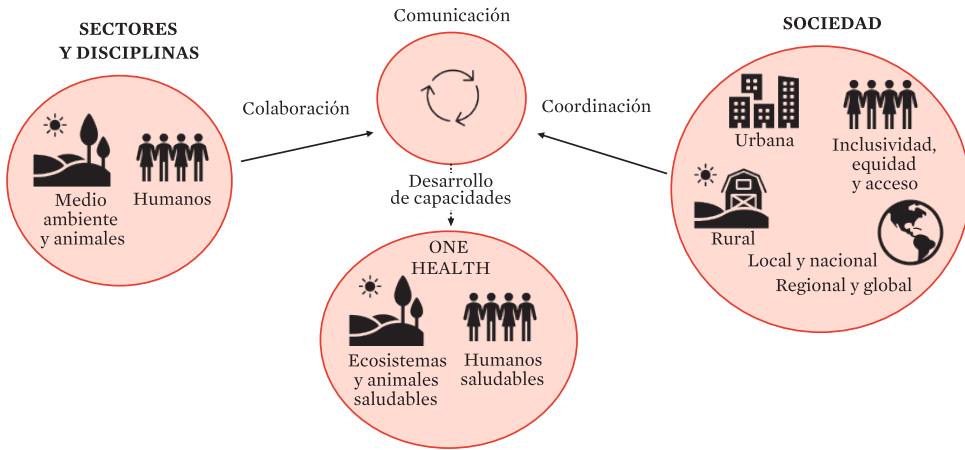 SECTORES
Y DISCIPLINAS
Medio
ambiente
y animales
Humanos
Colaboración
Comunicación
Coordinación
Desarrollo
de capacidades
ONE
HEALTH
Ecosistemas
y animales
saludables
Humanos
saludables
SOCIEDAD
Urbana
Inclusividad,
equidad
y acceso
Rural
Local y nacional
Regional y global